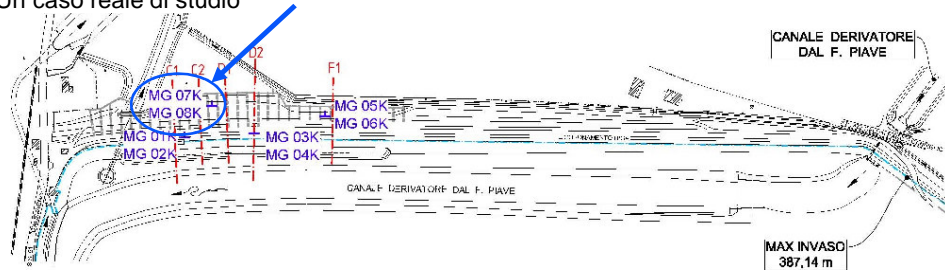 Un caso reale di studio
CANALE DERIVATORE
DAL F. PIAVE
C1 C2 D2 F1
MG 07K
MG 08K
MG 05K
MG 06K
MG 01K
MG 02K
MG 03K
MG 04K
CANALE DERIVATORE DAL F. PIAVE
MAX INVASO
387,14 m